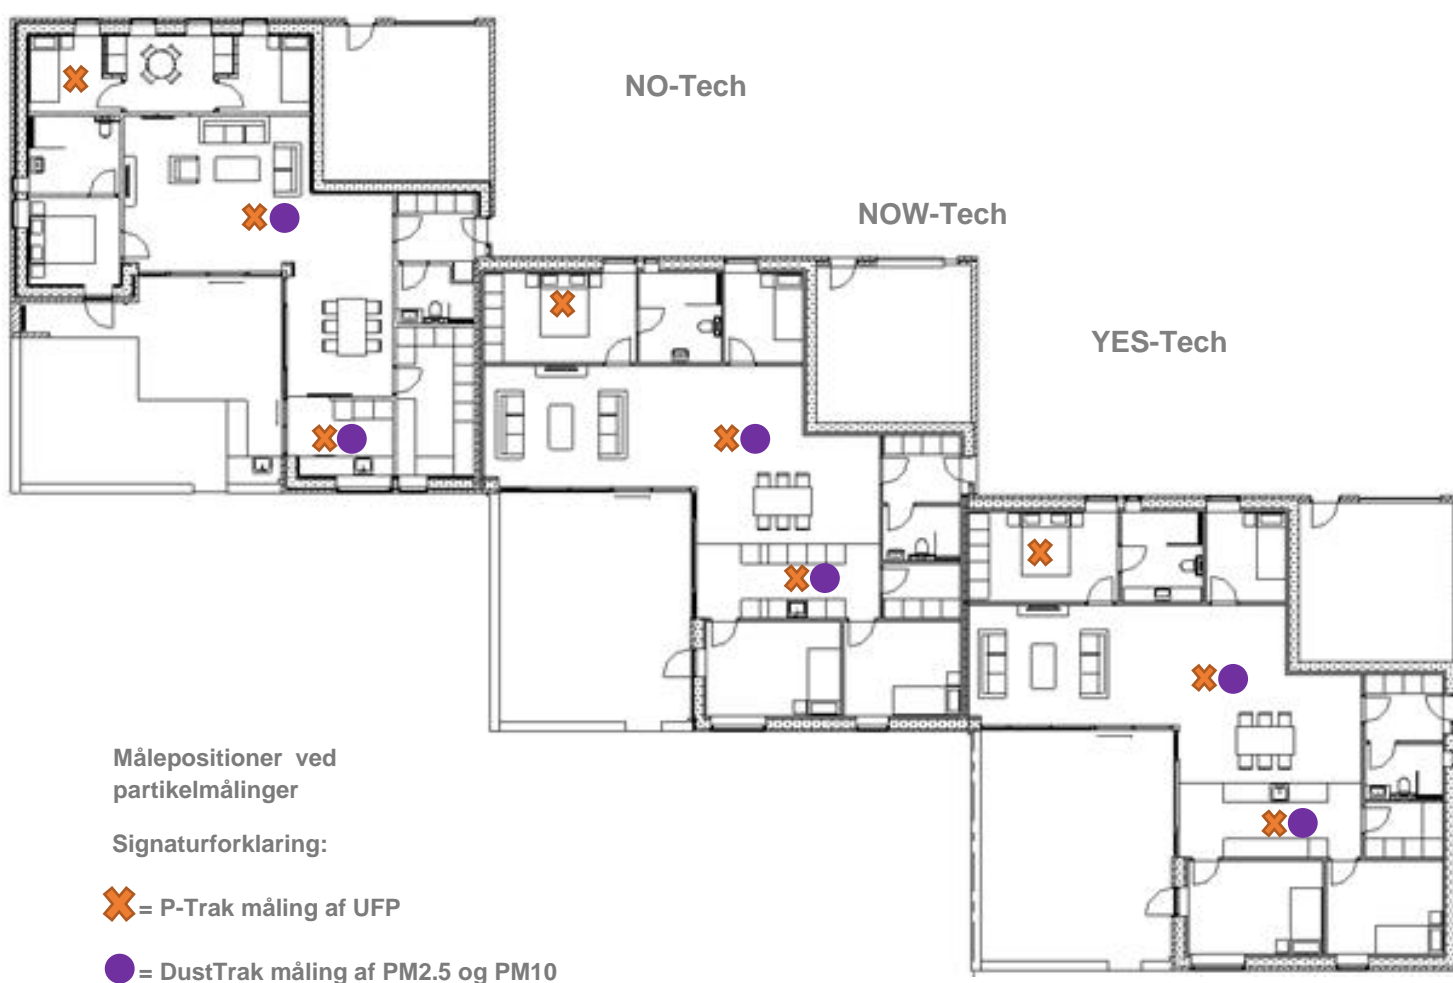 NO-Tech
NOW-Tech
YES-Tech
Målepositioner ved
partikelmålinger
Signaturforklaring:
= P-Trak måling af UFP
= DustTrak måling af PM2.5 og PM10